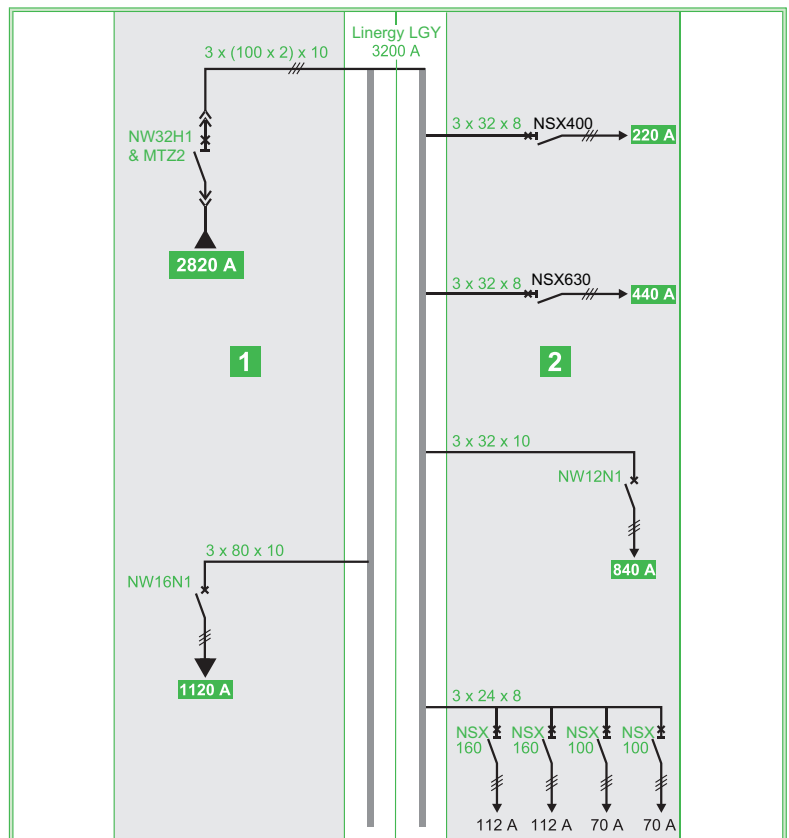 Linergy LGY
3200 A
3 x (100 x 2) x 10
NW32H1
& MTZ2
2820 A
1
3 x 80 x 10
NW16N1
1120 A
3 x 32 x 8
NSX400
220 A
3 x 32 x 8
NSX630
440 A
2
3 x 32 x 10
NW12N1
840 A
3 x 24 x 8
NSX NSX NSX NSX
160 160 100 100
112 A 112 A 70 A 70 A